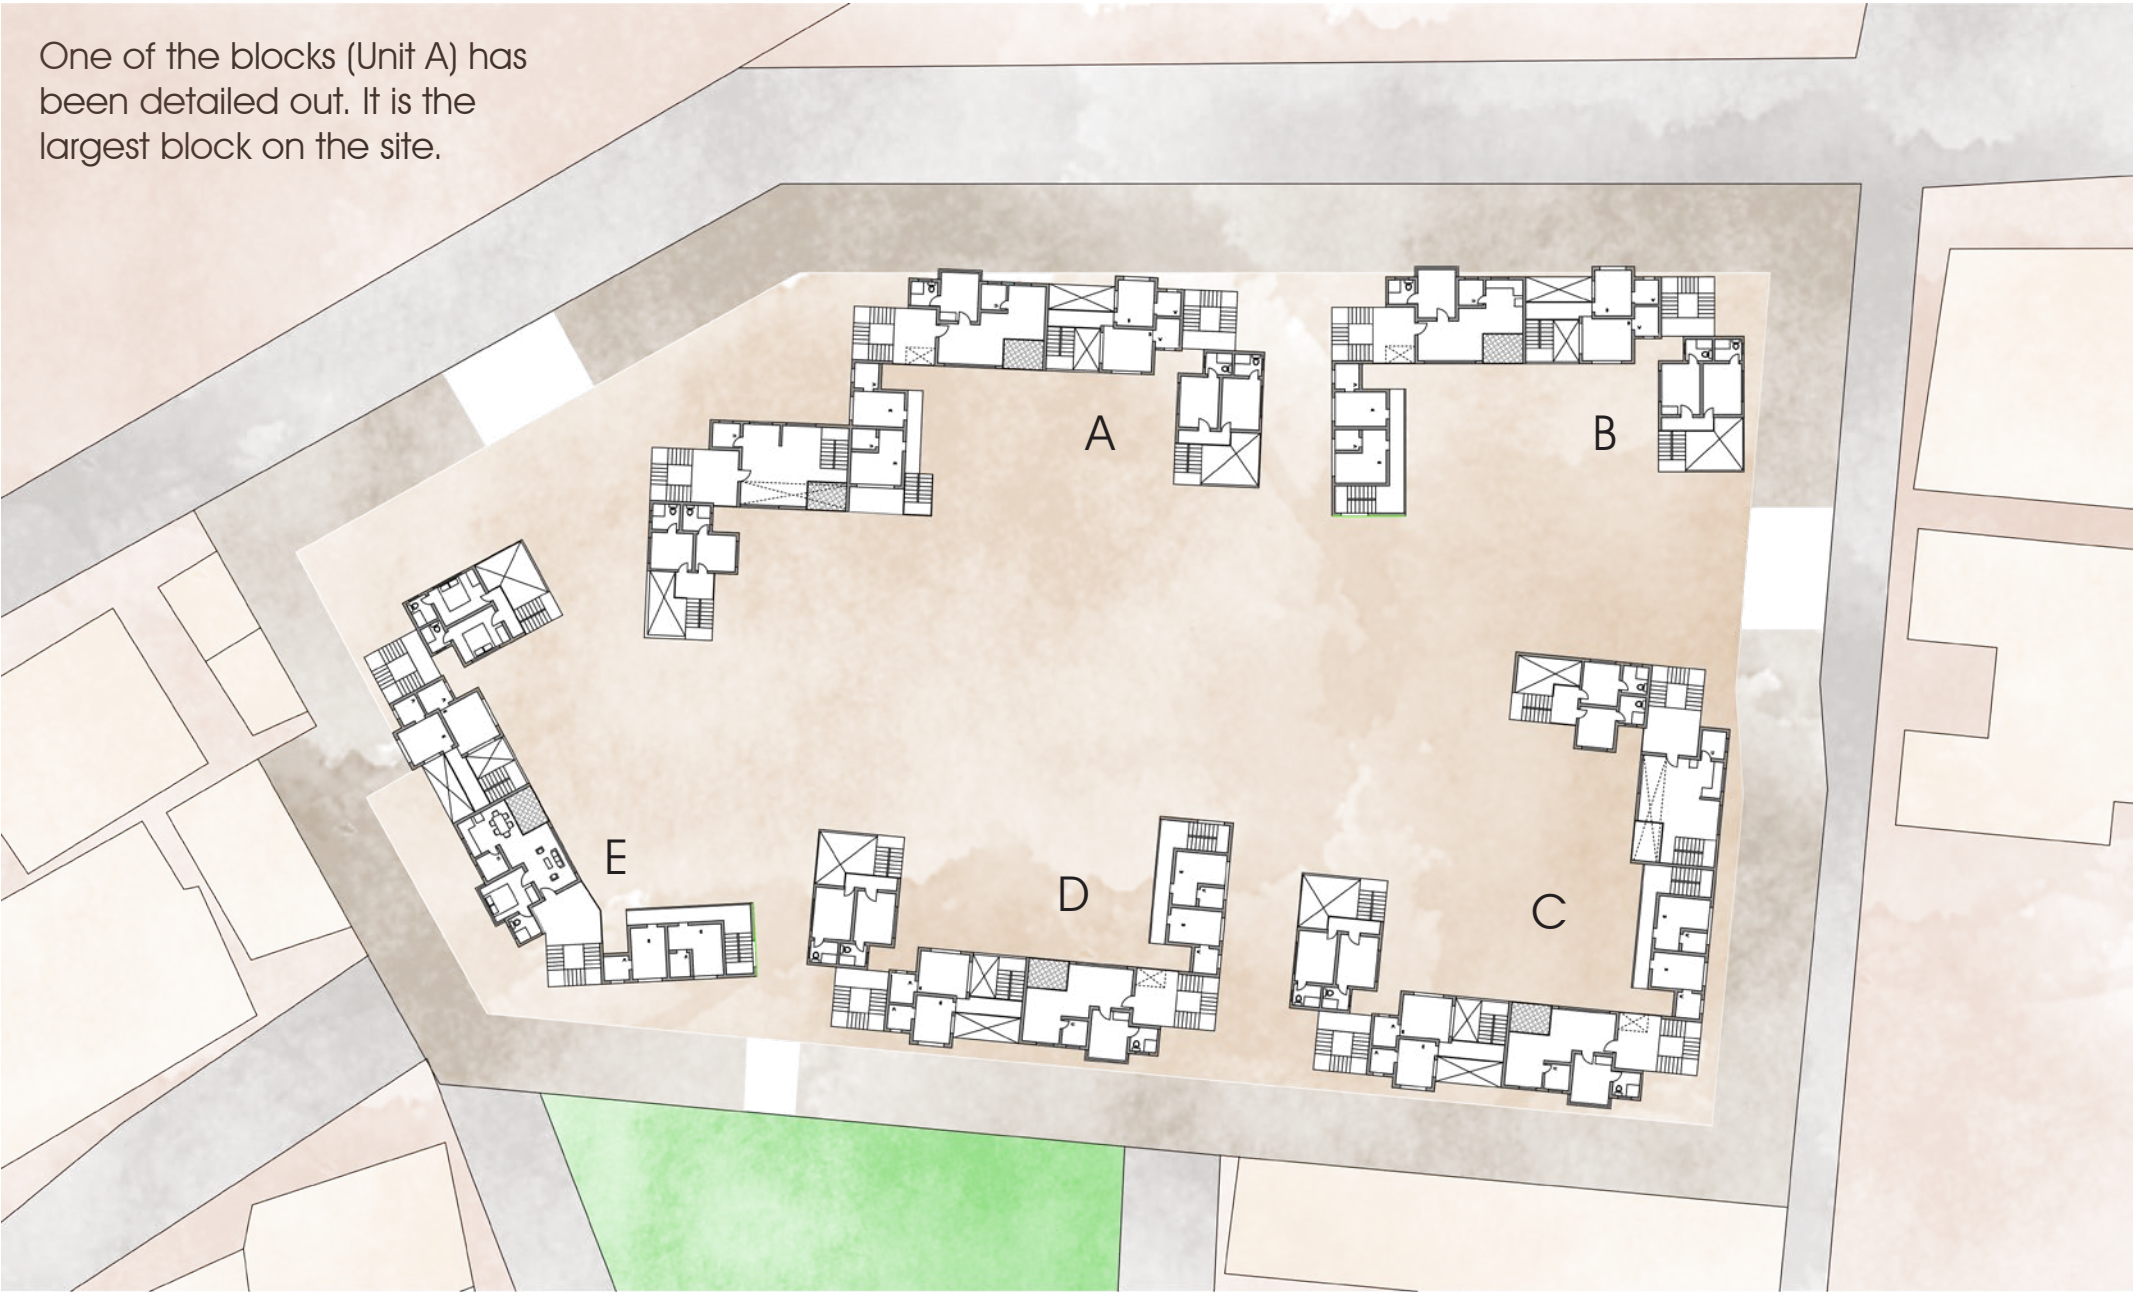 One of the blocks (Unit A) has
been detailed out. It is the
largest block on the site.
A
B
E
D
C